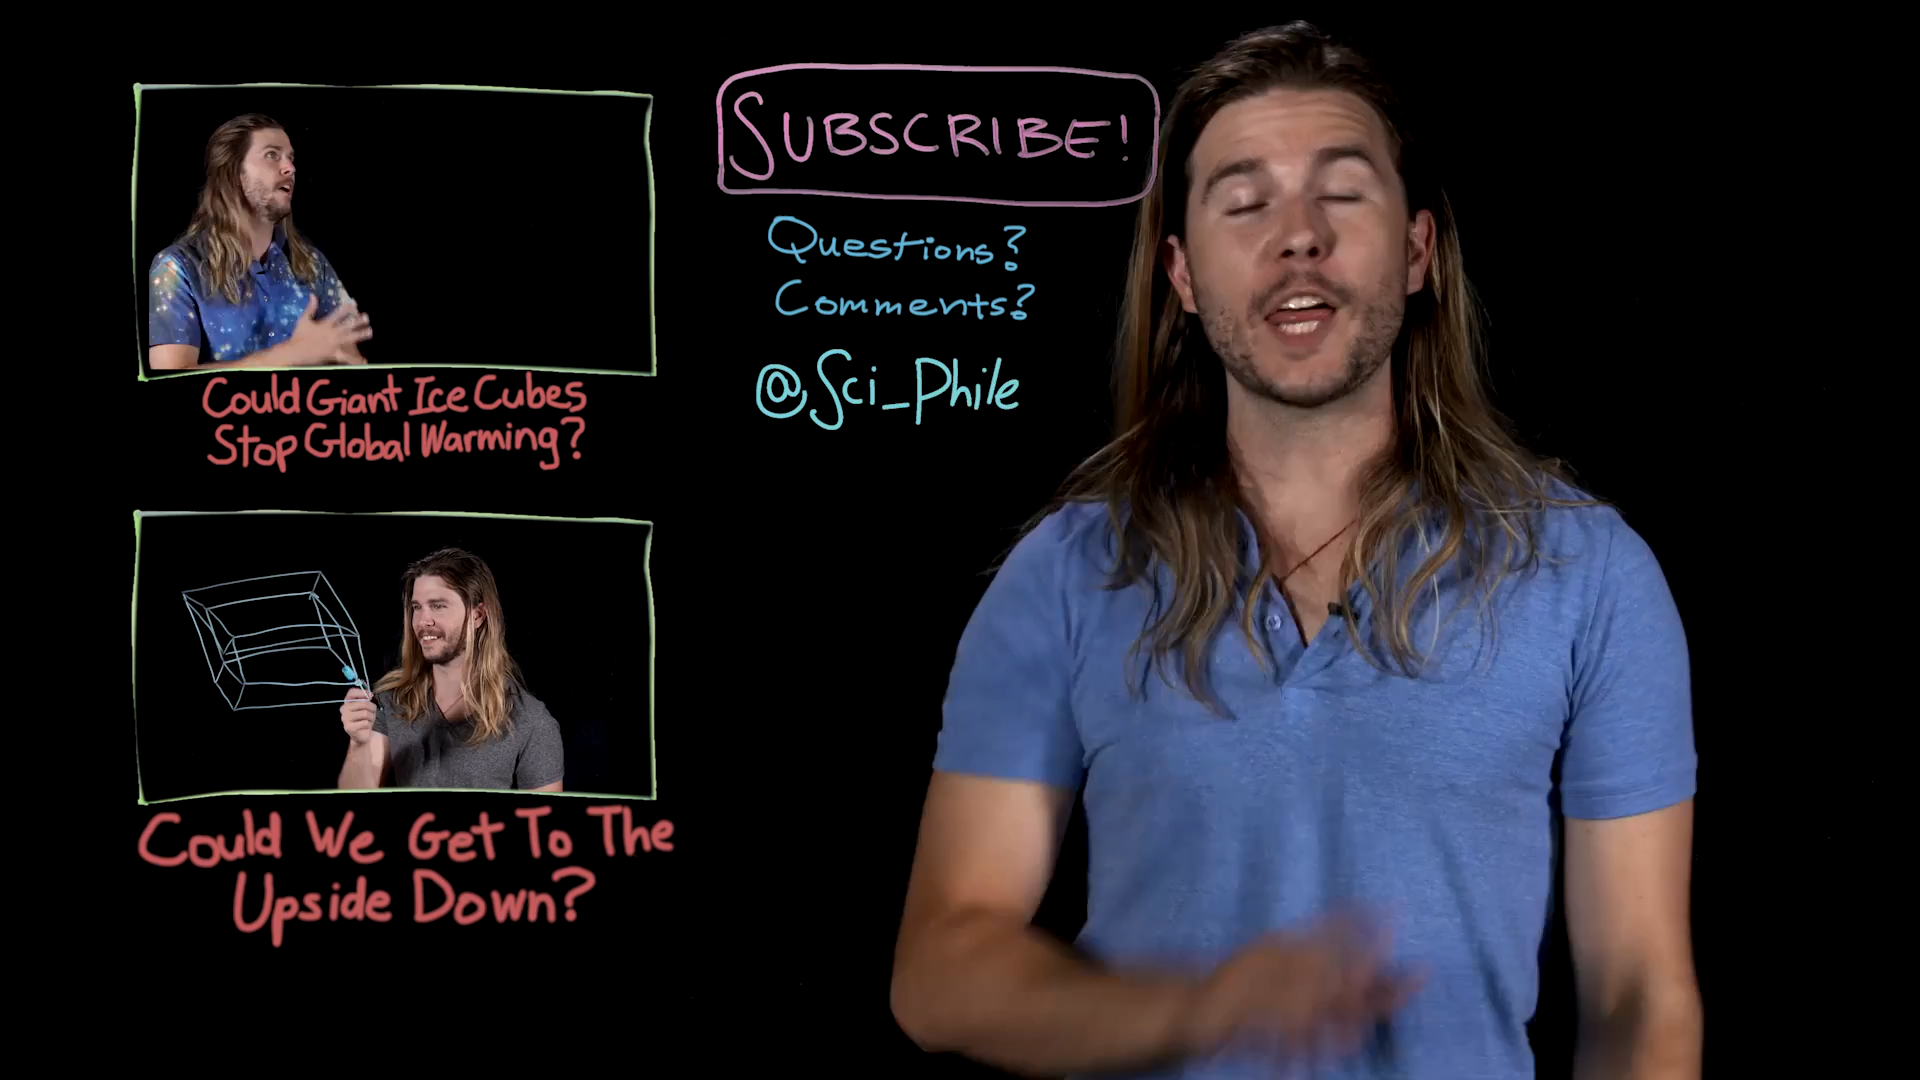 Could Giant Ice Cubes
Stop Global Warming?
Could We Get To The
Upside Down?
SUBSCRIBE!
Questions?
Comments?
@Sci_Phile